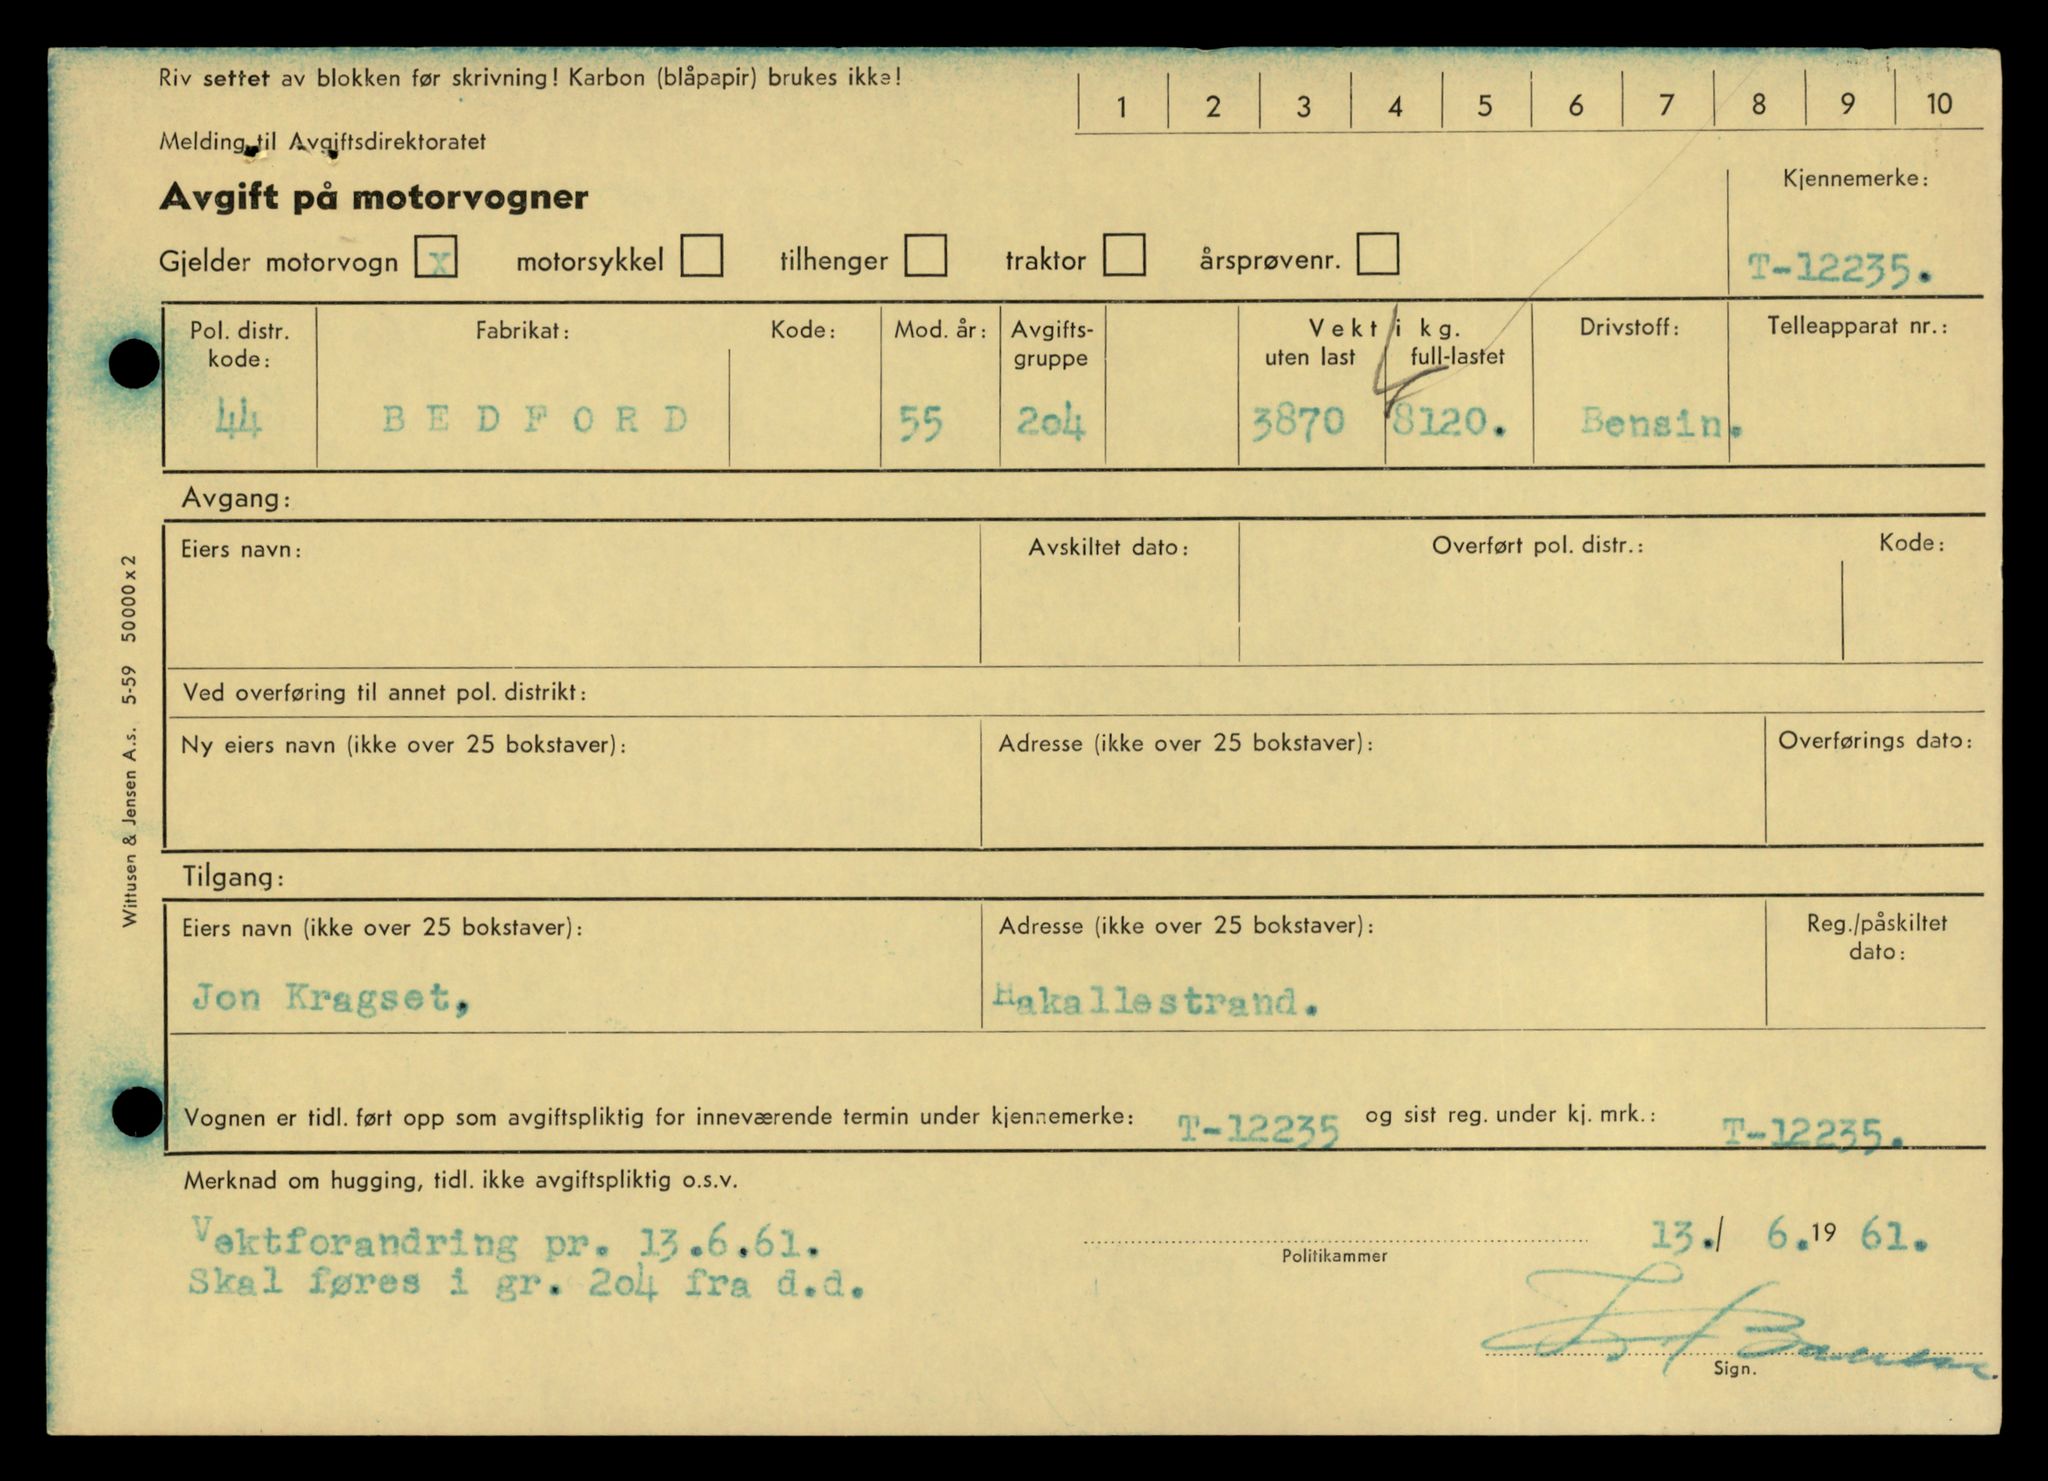 Riv settet av blokken før skrivning! Karbon (blåpapir) brukes ikke!
1 2 3 4 5 6 7 8 9 10
Melding til Avgiftsdirektoratet
Avgift på motorvogner
Kjennemerke:
Gjelder motorvogn x motorsykkel tilhenger traktor årsprøvenr.
T-12235.
Pol. distr. kode: Fabrikat: Kode: Mod. år: Avgifts-gruppe Vekt i kg. uten last full-lastet Drivstoff: Telleapparat nr.:
44 BEDFORD 55 204 3870 8120. Bensin.
Avgang:
Eiers navn: Avskiltet dato: Overført pol. distr.: Kode:
Ved overføring til annet pol. distrikt:
Ny eiers navn (ikke over 25 bokstaver): Adresse (ikke over 25 bokstaver): Overførings dato:
Tilgang:
Eiers navn (ikke over 25 bokstaver): Adresse (ikke over 25 bokstaver): Reg./påskiltet dato:
Jon Kragset, Hakallestrand.
Vognen er tidl. ført opp som avgiftspliktig for inneværende termin under kjennemerke: T-12235 og sist reg. under kj. mrk.: T-12235.
Merknad om hugging, tidl. ikke avgiftspliktig o.s.v.
Vektforandring pr. 13.6.61.
Skal føres i gr. 204 fra d.d.
13./ 6. 19 61.
Politikammer
Sign.
Wittusen & Jensen A.s. 5-59 50000 x 2